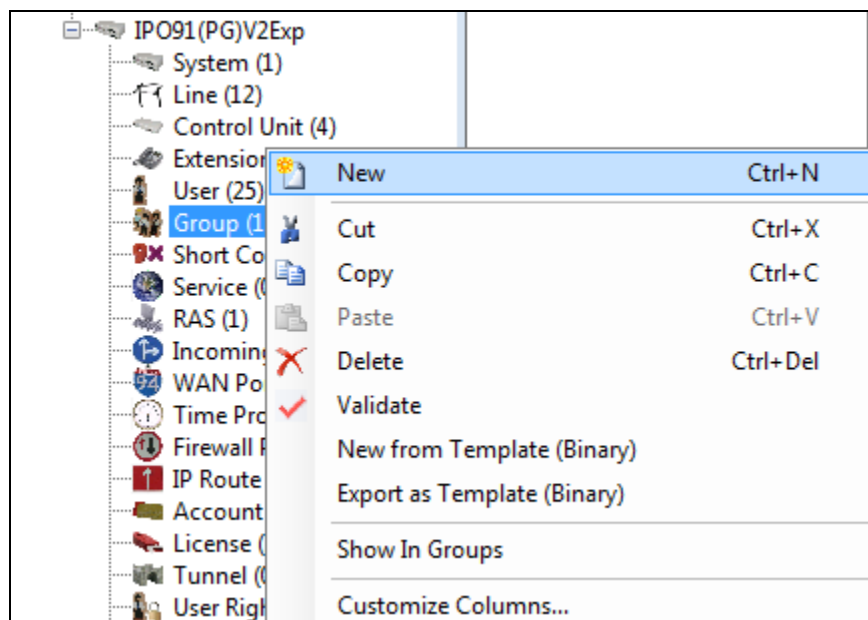 IPO91(PG)V2Exp
System (1)
Line (12)
Control Unit (4)
Extension
User (25)
Group (1
Short Co
Service (0
RAS (1)
Incoming
WAN Po
Time Pro
Firewall P
IP Route
Account
License (
Tunnel (0
User Righ
New Ctrl+N
Cut Ctrl+X
Copy Ctrl+C
Paste Ctrl+V
Delete Ctrl+Del
Validate
New from Template (Binary)
Export as Template (Binary)
Show In Groups
Customize Columns...